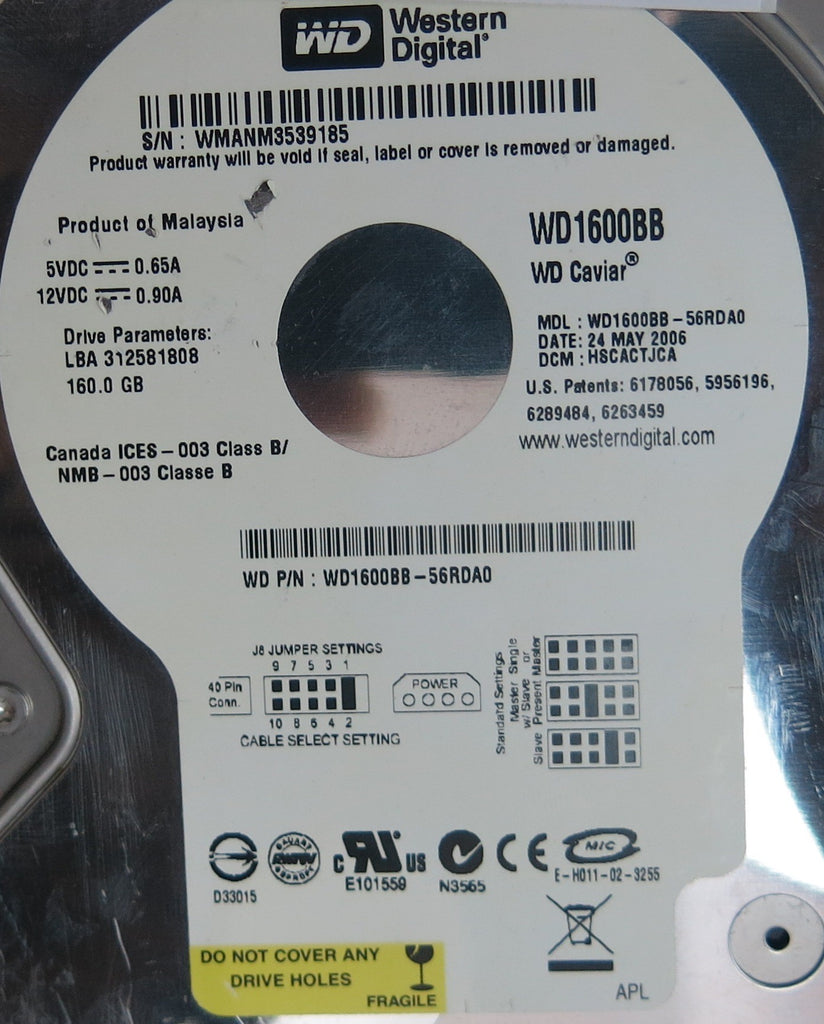 WD Western Digital®
S/N : WMANM3539185
Product warranty will be void if seal, label or cover is removed or damaged.
Product of Malaysia
5VDC 0.65A
12VDC 0.90A
Drive Parameters:
LBA 312581808
160.0 GB
Canada ICES-003 Class B/
NMB-003 Classe B
WD1600BB
WD Caviar®
MDL : WD1600BB-56RDA0
DATE: 24 MAY 2006
DCM : HSCACTJCA
U.S. Patents: 6178056, 5956196,
6289484, 6263459
www.westerndigital.com
WD P/N : WD1600BB-56RDA0
J8 JUMPER SETTINGS
9 7 5 3 1
40 Pin
Conn.
10 8 6 4 2
CABLE SELECT SETTING
POWER
Standard Settings
Master Single
w/ Slave or
Slave Present Master
D33015
c RU US
E101559
N3565
CE
MIC
E-H011-02-3255
DO NOT COVER ANY
DRIVE HOLES
FRAGILE
APL